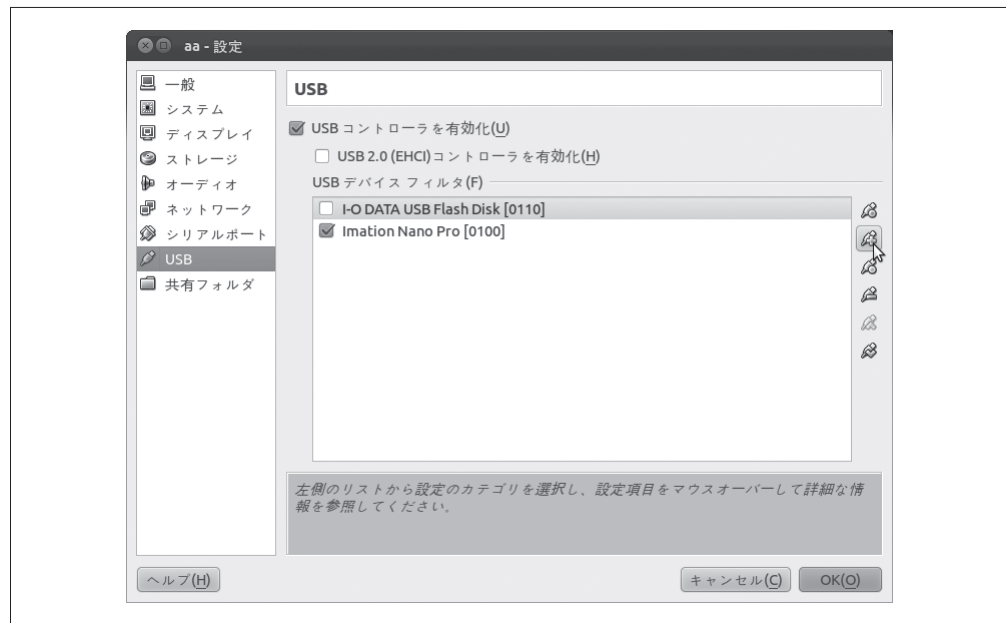 aa - 設定
一般
システム
ディスプレイ
ストレージ
オーディオ
ネットワーク
シリアルポート
USB
共有フォルダ
USB
USB コントローラを有効化(U)
USB 2.0 (EHCI)コントローラを有効化(H)
USB デバイス フィルタ(F)
I-O DATA USB Flash Disk [0110]
Imation Nano Pro [0100]
左側のリストから設定のカテゴリを選択し、設定項目をマウスオーバーして詳細な情
報を参照してください。
ヘルプ(H)
キャンセル(C)
OK(O)